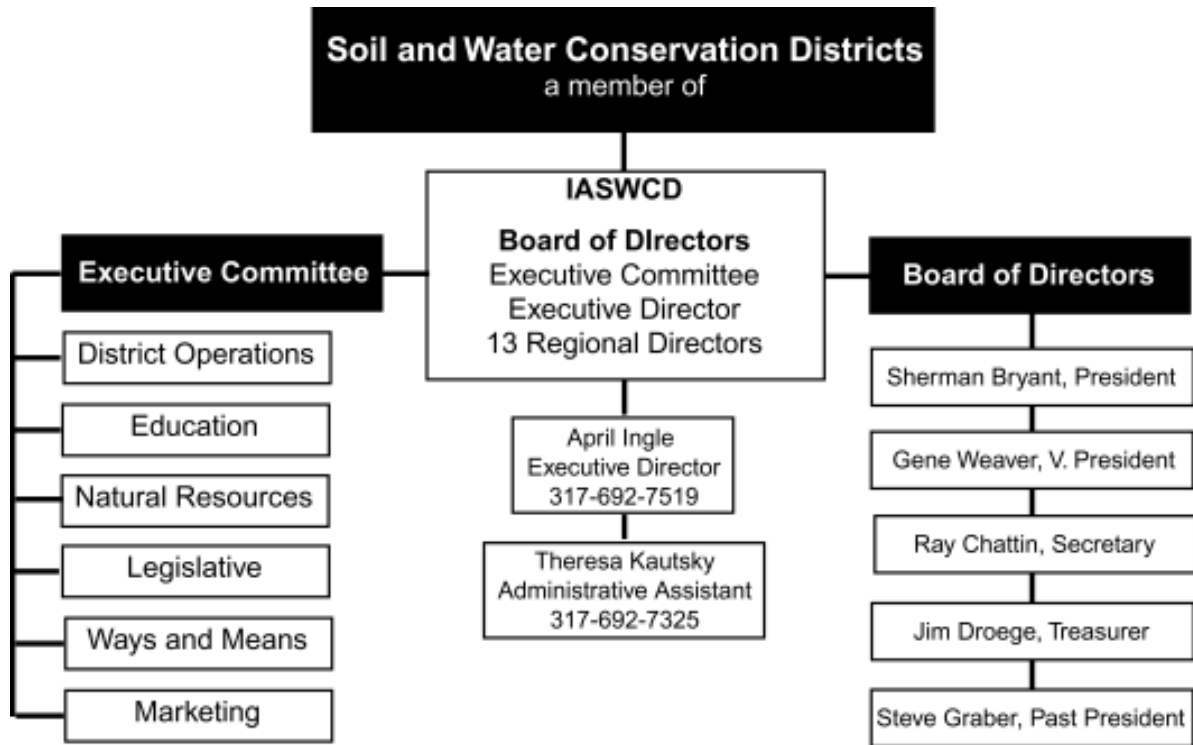 Soil and Water Conservation Districts
a member of
IASWCD
Board of DIrectors
Executive Committee
Executive Director
13 Regional Directors
Executive Committee
District Operations
Education
Natural Resources
Legislative
Ways and Means
Marketing
April Ingle
Executive Director
317-692-7519
Theresa Kautsky
Administrative Assistant
317-692-7325
Board of Directors
Sherman Bryant, President
Gene Weaver, V. President
Ray Chattin, Secretary
Jim Droege, Treasurer
Steve Graber, Past President